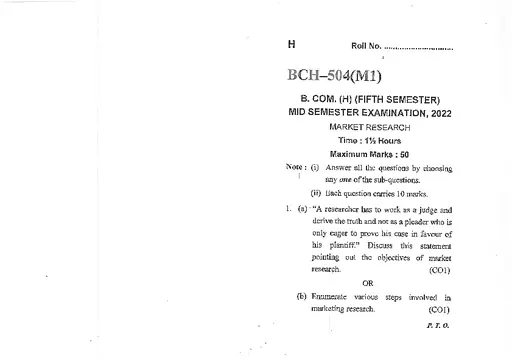 H Roll No. ..............................
BCH–504(M1)
B. COM. (H) (FIFTH SEMESTER)
MID SEMESTER EXAMINATION, 2022
MARKET RESEARCH
Time : 1½ Hours
Maximum Marks : 50
Note : (i) Answer all the questions by choosing
any one of the sub-questions.
(ii) Each question carries 10 marks.
1. (a) “A researcher has to work as a judge and
derive the truth and not as a pleader who is
only eager to prove his case in favour of
his plantiff.” Discuss this statement
pointing out the objectives of market
research. (CO1)
OR
(b) Enumerate various steps involved in
marketing research. (CO1)
P. T. O.